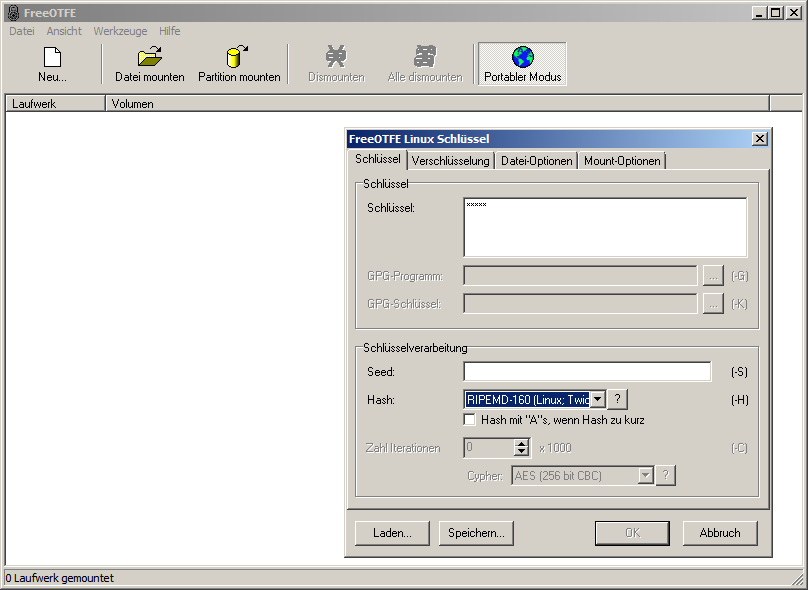 FreeOTFE
Datei Ansicht Werkzeuge Hilfe
Neu... Datei mounten Partition mounten Dismounten Alle dismounten Portabler Modus
Laufwerk Volumen
FreeOTFE Linux Schlüssel
Schlüssel Verschlüsselung Datei-Optionen Mount-Optionen
Schlüssel
Schlüssel: xxxxx
GPG-Programm: ... (-G)
GPG-Schlüssel: ... (-K)
Schlüsselverarbeitung
Seed: (-S)
Hash: RIPEMD-160 (Linux; Twic ? (-H)
Hash mit "A"s, wenn Hash zu kurz
Zahl Iterationen 0 x 1000 (-C)
Cypher: AES (256 bit CBC) ?
Laden... Speichern... OK Abbruch
0 Laufwerk gemountet